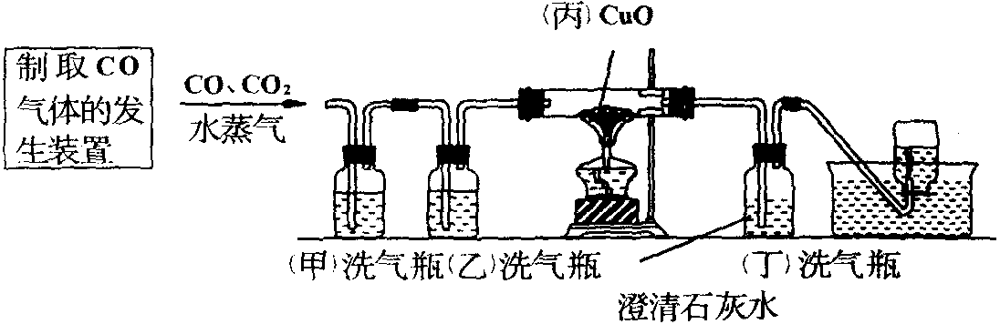 (丙) CuO
制取CO
气体的发
生装置
CO、CO₂
水蒸气
(甲)洗气瓶
(乙)洗气瓶
(丁)洗气瓶
澄清石灰水